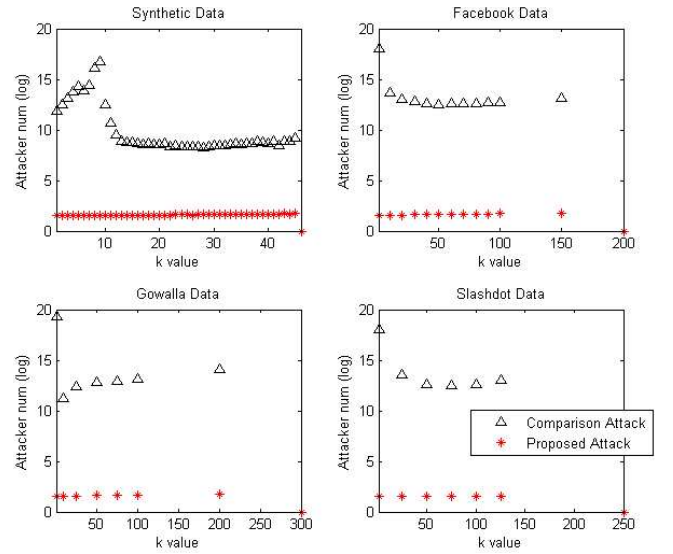 Synthetic Data
20
15
10
5
0
Attacker num (log)
10 20 30 40
k value
Facebook Data
20
15
10
5
0
Attacker num (log)
50 100 150 200
k value
Gowalla Data
20
15
10
5
0
Attacker num (log)
50 100 150 200 250 300
k value
Slashdot Data
20
15
10
5
0
Attacker num (log)
50 100 150 200 250
k value
Comparison Attack
Proposed Attack